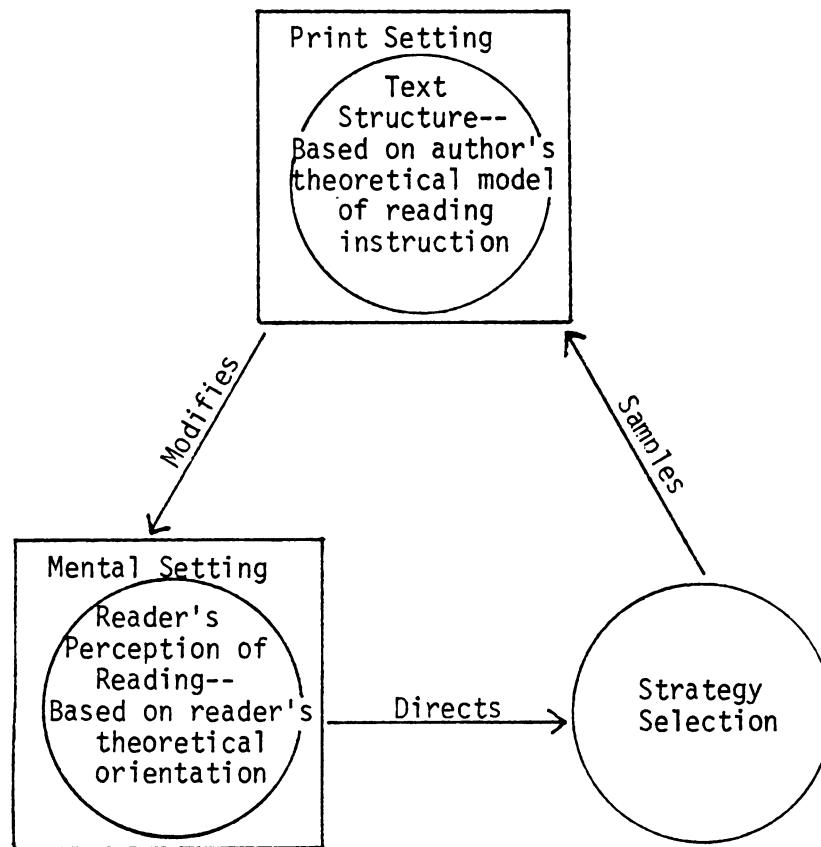 Print Setting
Text
Structure--
Based on author's
theoretical model
of reading
instruction
Modifies
Samples
Mental Setting
Reader's
Perception of
Reading--
Based on reader's
theoretical
orientation
Directs
Strategy
Selection